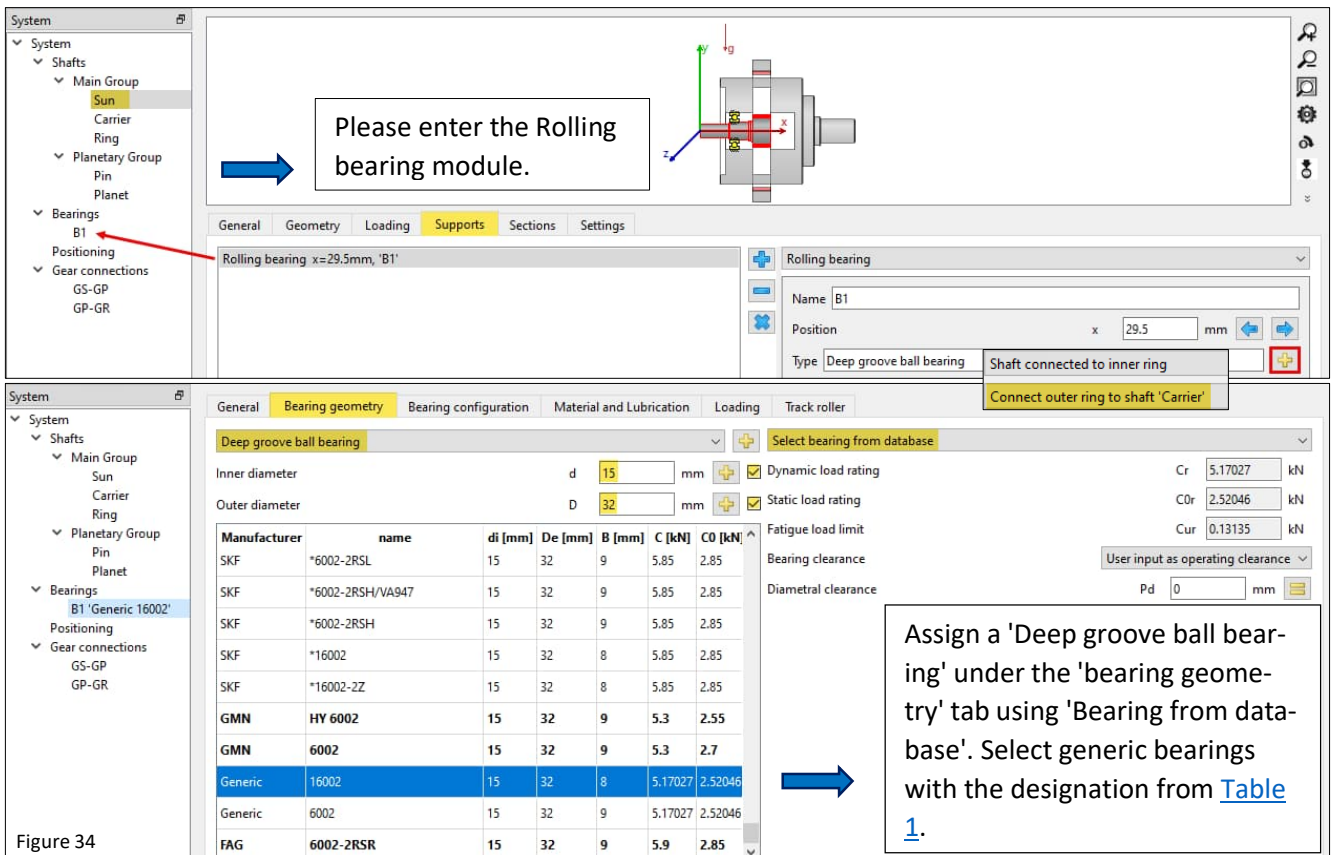 System
System
Shafts
Main Group
Sun
Carrier
Ring
Planetary Group
Pin
Planet
Bearings
B1
Positioning
Gear connections
GS-GP
GP-GR
y
g
x
z
Please enter the Rolling
bearing module.
General Geometry Loading Supports Sections Settings
Rolling bearing x=29.5mm, 'B1'
Rolling bearing
Name B1
Position x 29.5 mm
Type Deep groove ball bearing
Shaft connected to inner ring
Connect outer ring to shaft 'Carrier'
System
System
Shafts
Main Group
Sun
Carrier
Ring
Planetary Group
Pin
Planet
Bearings
B1 'Generic 16002'
Positioning
Gear connections
GS-GP
GP-GR
General Bearing geometry Bearing configuration Material and Lubrication Loading Track roller
Deep groove ball bearing
Inner diameter d 15 mm
Outer diameter D 32 mm
Manufacturer name di [mm] De [mm] B [mm] C [kN] C0 [kN]
SKF *6002-2RSL 15 32 9 5.85 2.85
SKF *6002-2RSH/VA947 15 32 9 5.85 2.85
SKF *6002-2RSH 15 32 9 5.85 2.85
SKF *16002 15 32 8 5.85 2.85
SKF *16002-2Z 15 32 8 5.85 2.85
GMN HY 6002 15 32 9 5.3 2.55
GMN 6002 15 32 9 5.3 2.7
Generic 16002 15 32 8 5.17027 2.52046
Generic 6002 15 32 9 5.17027 2.52046
FAG 6002-2RSR 15 32 9 5.9 2.85
Select bearing from database
Dynamic load rating Cr 5.17027 kN
Static load rating C0r 2.52046 kN
Fatigue load limit Cur 0.13135 kN
Bearing clearance User input as operating clearance
Diametral clearance Pd 0 mm
Assign a 'Deep groove ball bear-
ing' under the 'bearing geome-
try' tab using 'Bearing from data-
base'. Select generic bearings
with the designation from Table
1.
Figure 34